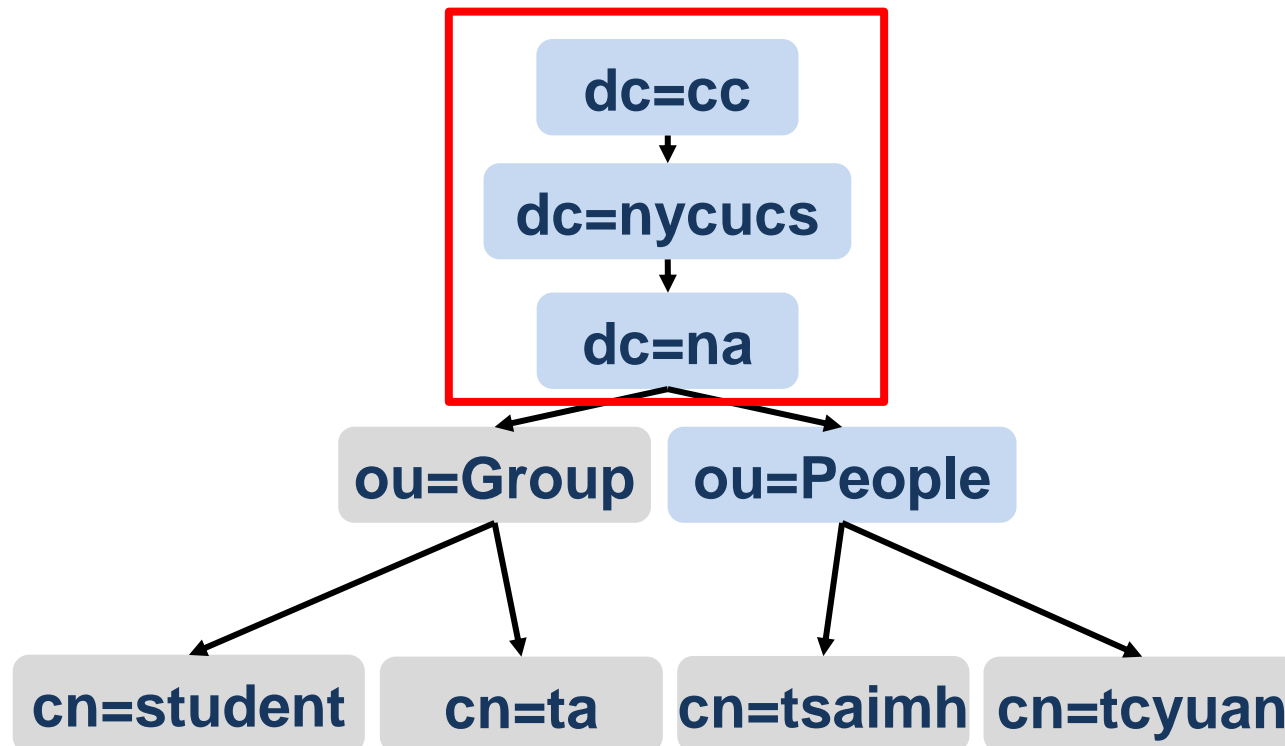 dc=cc
dc=nycucs
dc=na
ou=Group
ou=People
cn=student
cn=ta
cn=tsaimh
cn=tcyuan